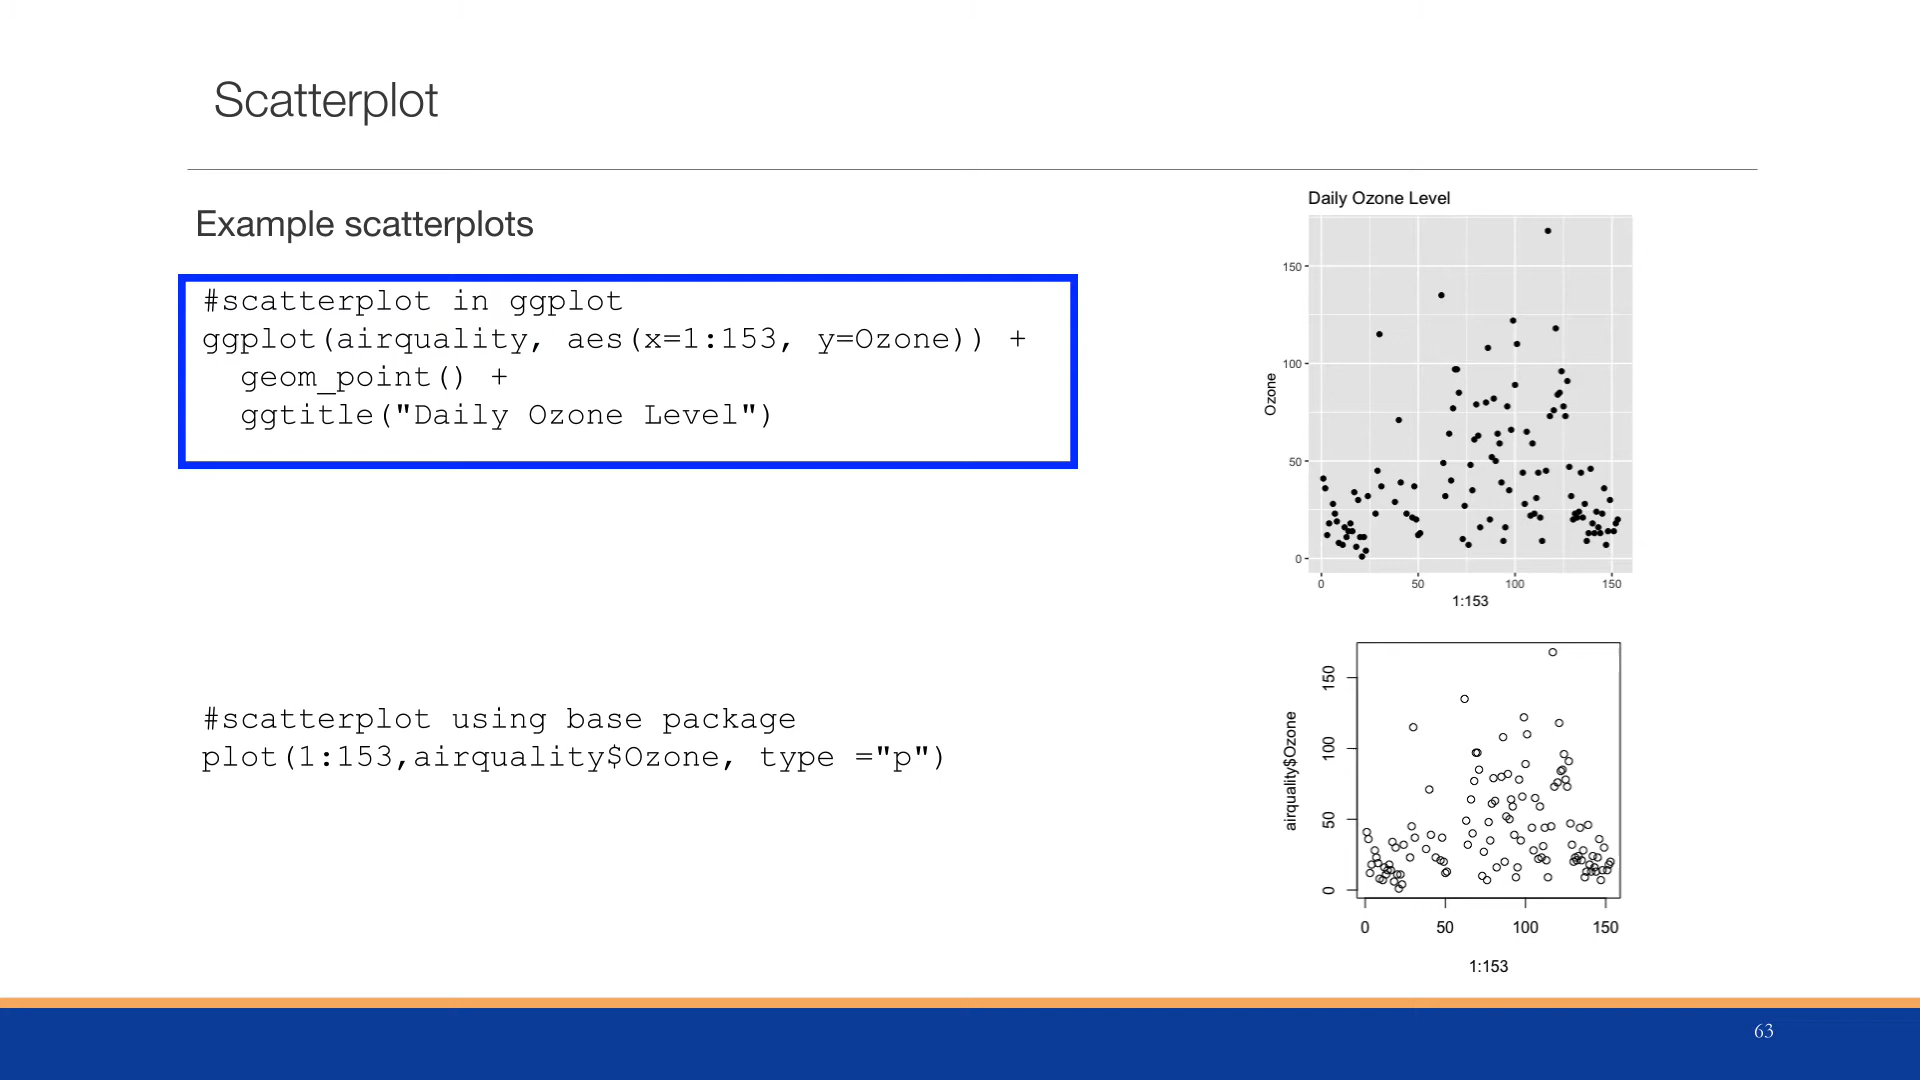 Scatterplot
Example scatterplots
#scatterplot in ggplot
ggplot(airquality, aes(x=1:153, y=Ozone)) +
  geom_point() +
  ggtitle("Daily Ozone Level")
#scatterplot using base package
plot(1:153,airquality$Ozone, type ="p")
Daily Ozone Level
150
100
50
0
Ozone
0 50 100 150
1:153
150
100
50
0
airquality$Ozone
0 50 100 150
1:153
63